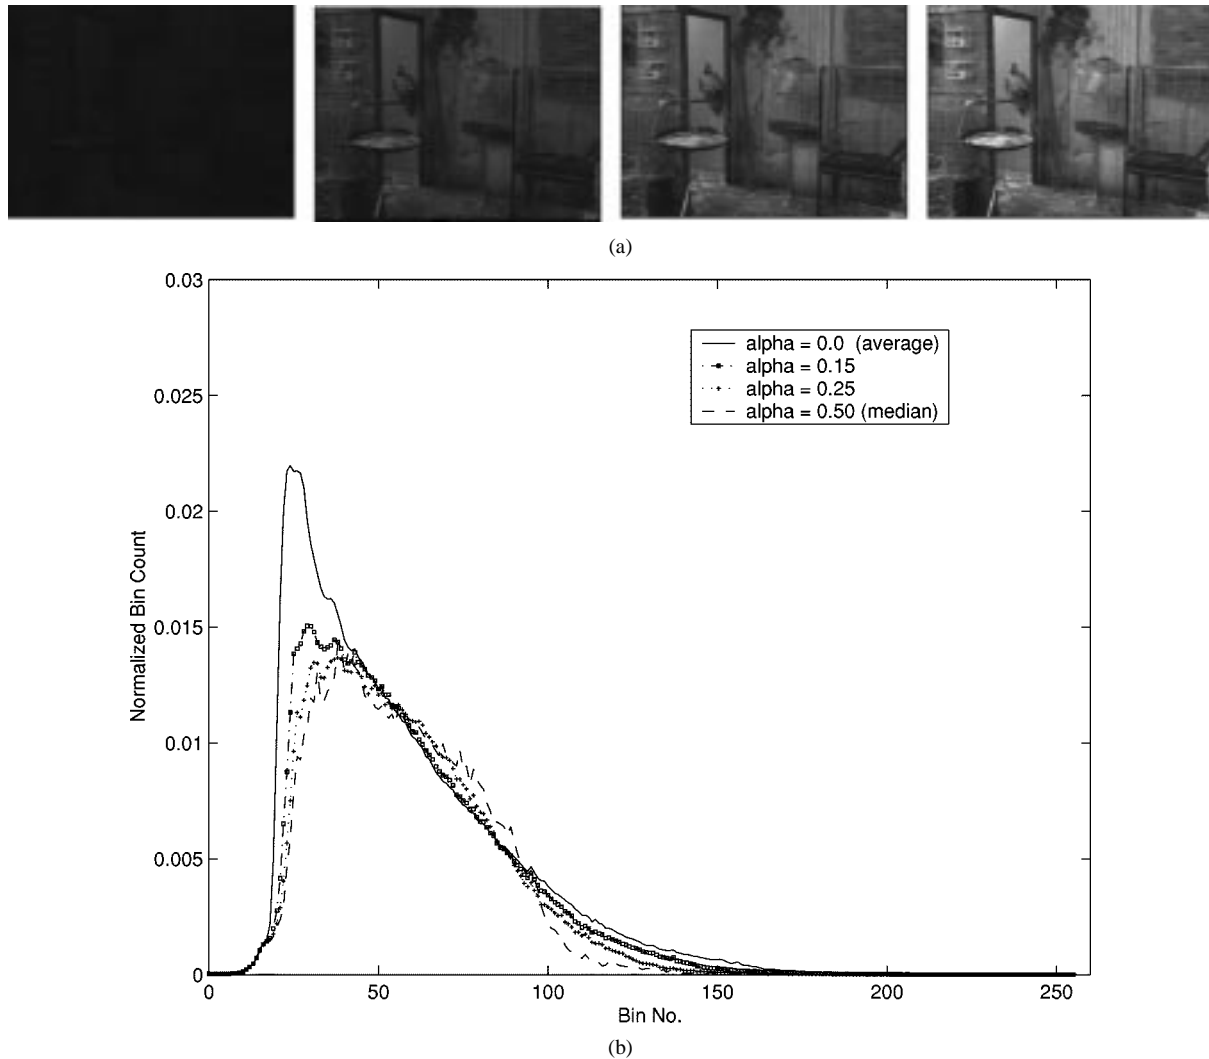 (a)
0.03
0.025
0.02
0.015
0.01
0.005
0
Normalized Bin Count
alpha = 0.0 (average)
alpha = 0.15
alpha = 0.25
alpha = 0.50 (median)
0 50 100 150 200 250
Bin No.
(b)